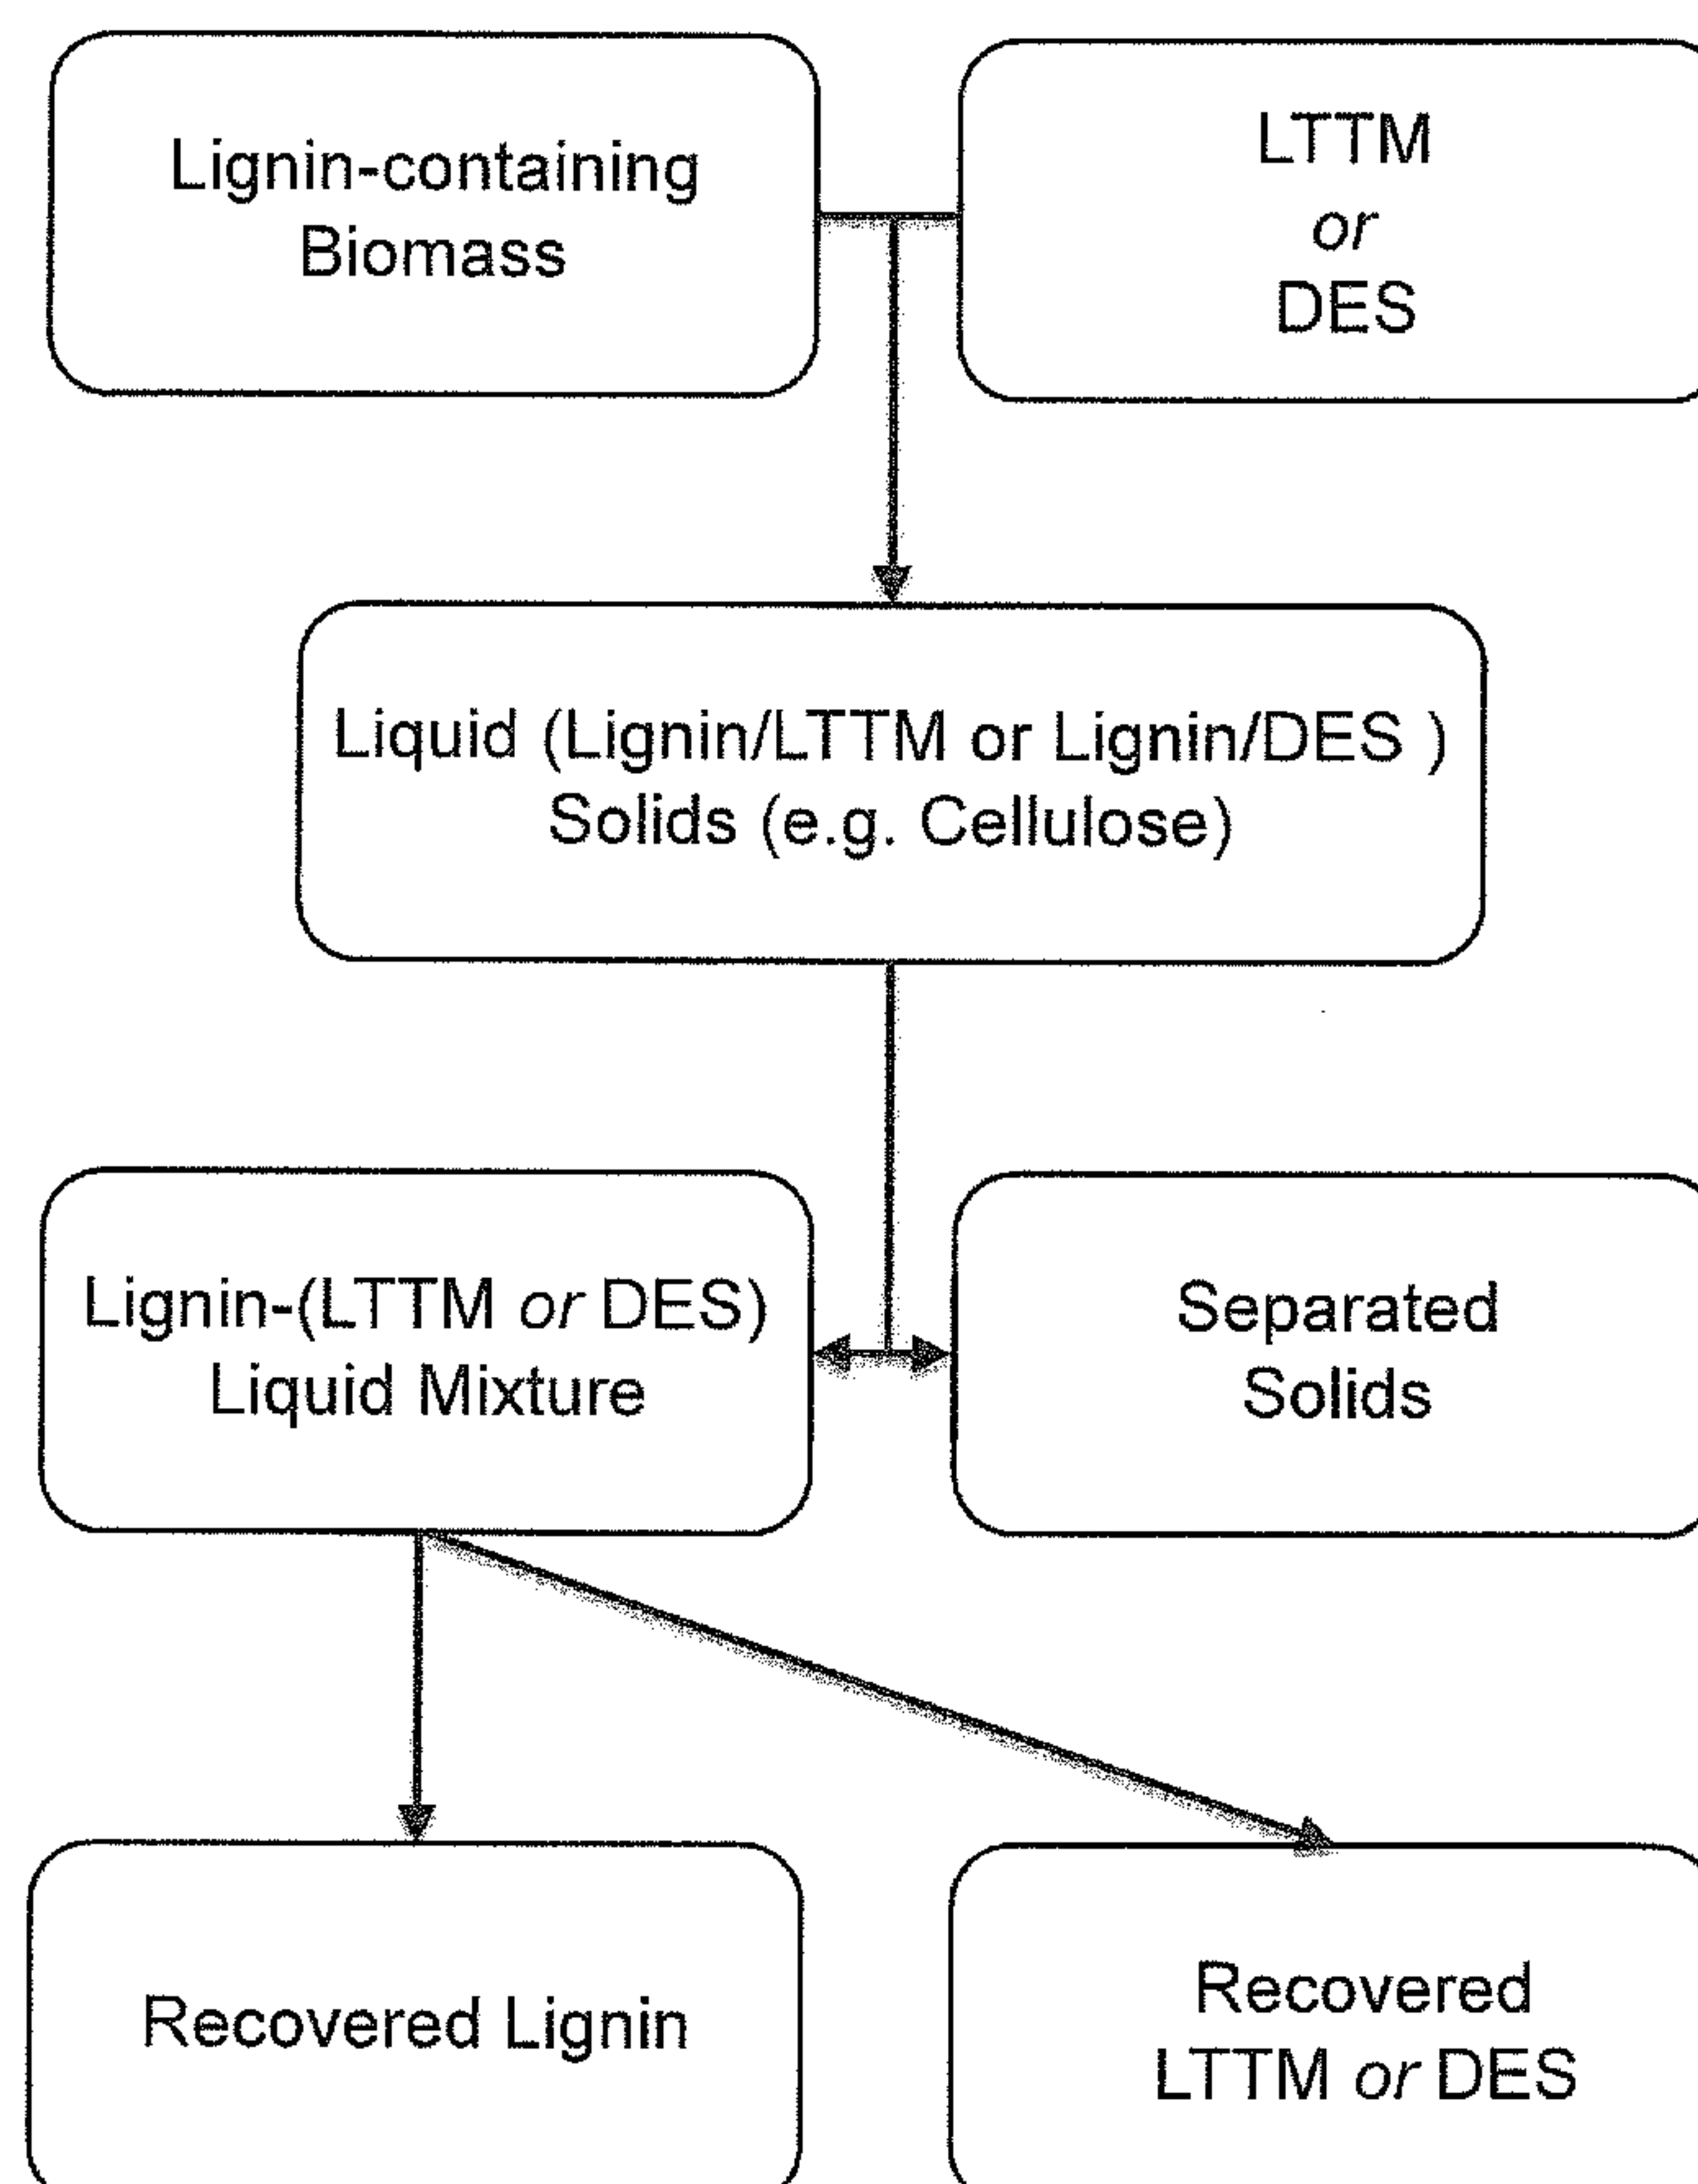 Lignin-containing
Biomass
LTTM
or
DES
Liquid (Lignin/LTTM or Lignin/DES )
Solids (e.g. Cellulose)
Lignin-(LTTM or DES)
Liquid Mixture
Separated
Solids
Recovered Lignin
Recovered
LTTM or DES